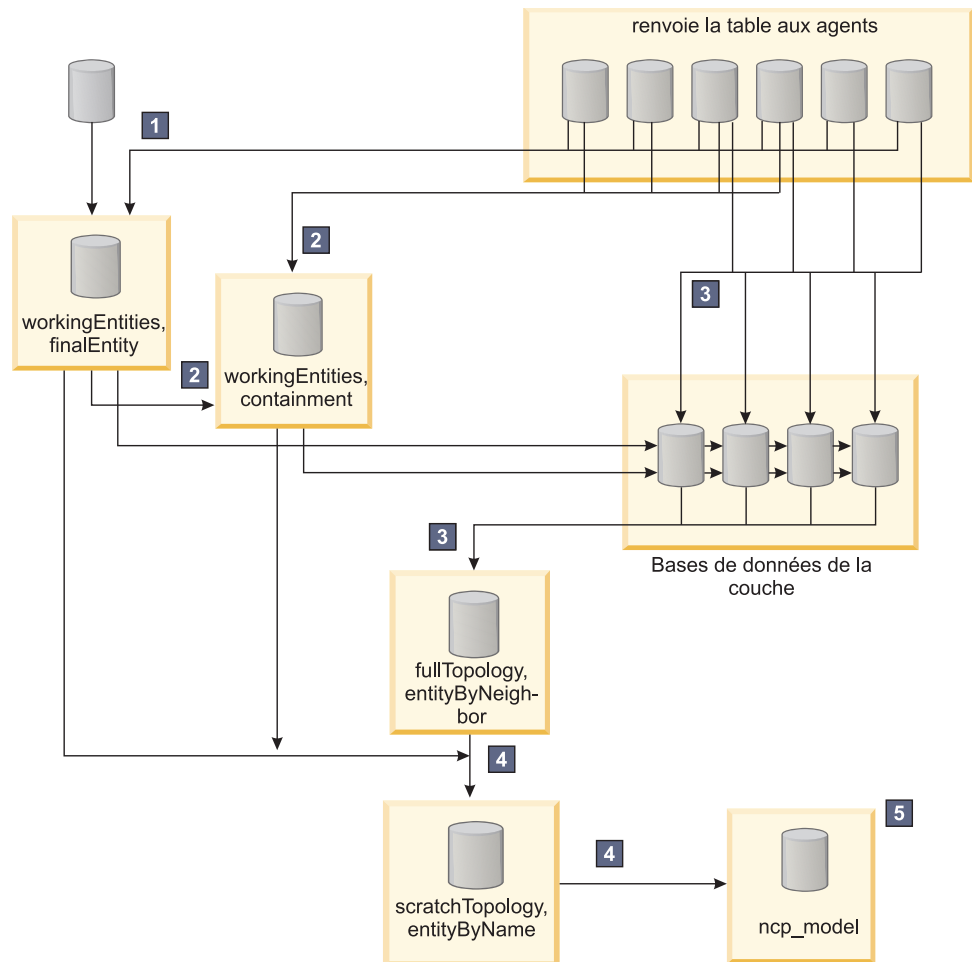 renvoie la table aux agents
1
2
3
workingEntities,
finalEntity
2
workingEntities,
containment
3
Bases de données de la
couche
fullTopology,
entityByNeigh-
bor
4
5
4
scratchTopology,
entityByName
ncp_model